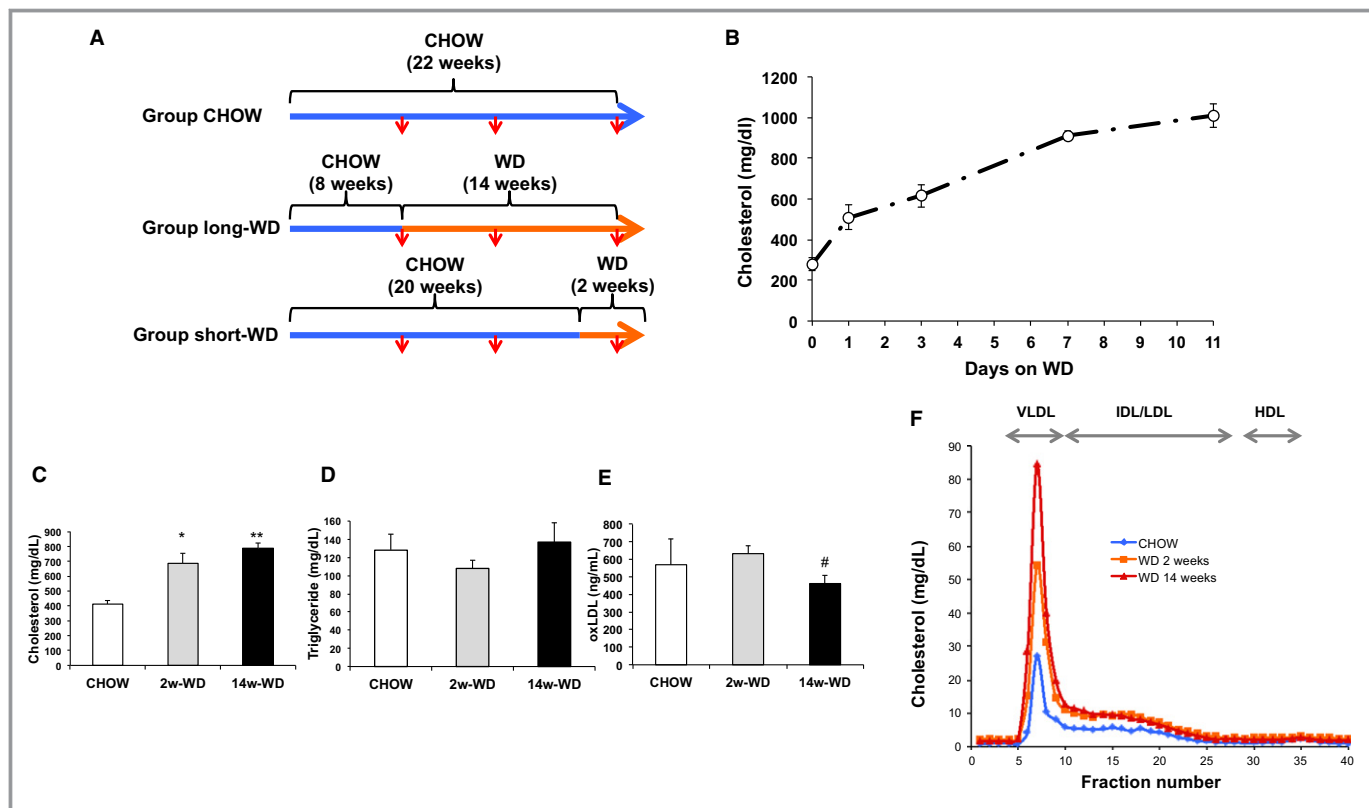 A
CHOW
(22 weeks)
Group CHOW
CHOW
(8 weeks)
WD
(14 weeks)
Group long-WD
CHOW
(20 weeks)
WD
(2 weeks)
Group short-WD
B
Cholesterol (mg/dl)
1200
1000
800
600
400
200
0
0 1 2 3 4 5 6 7 8 9 10 11
Days on WD
C
Cholesterol (mg/dL)
900
800
700
600
500
400
300
200
100
0
* **
CHOW 2w-WD 14w-WD
D
Triglyceride (mg/dL)
160
140
120
100
80
60
40
20
0
CHOW 2w-WD 14w-WD
E
oxLDL (ng/mL)
800
700
600
500
400
300
200
100
0
#
CHOW 2w-WD 14w-WD
F
VLDL IDL/LDL HDL
Cholesterol (mg/dL)
90
80
70
60
50
40
30
20
10
0
CHOW
WD 2 weeks
WD 14 weeks
0 5 10 15 20 25 30 35 40
Fraction number